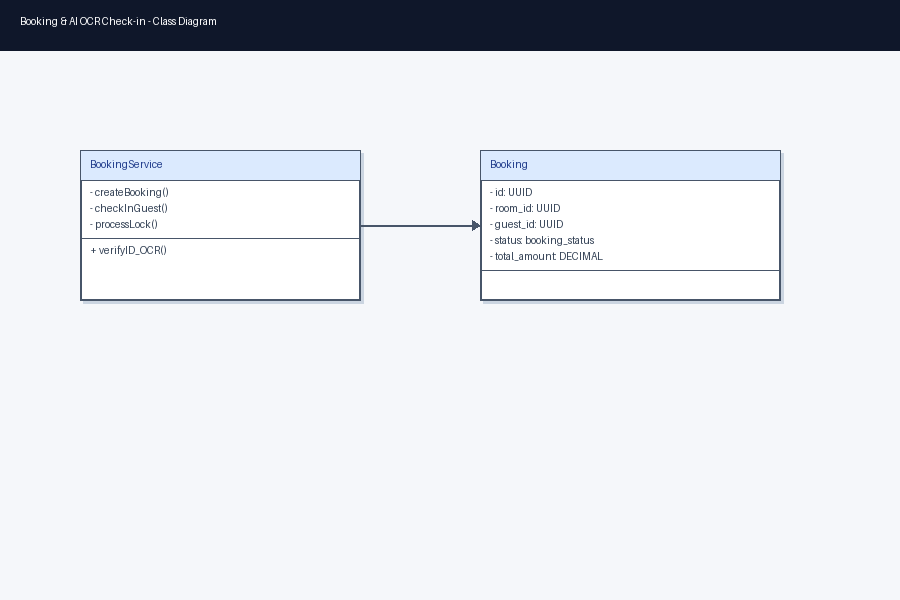 Booking & AI OCR Check-in - Class Diagram
BookingService
- createBooking()
- checkInGuest()
- processLock()
+ verifyID_OCR()
Booking
- id: UUID
- room_id: UUID
- guest_id: UUID
- status: booking_status
- total_amount: DECIMAL